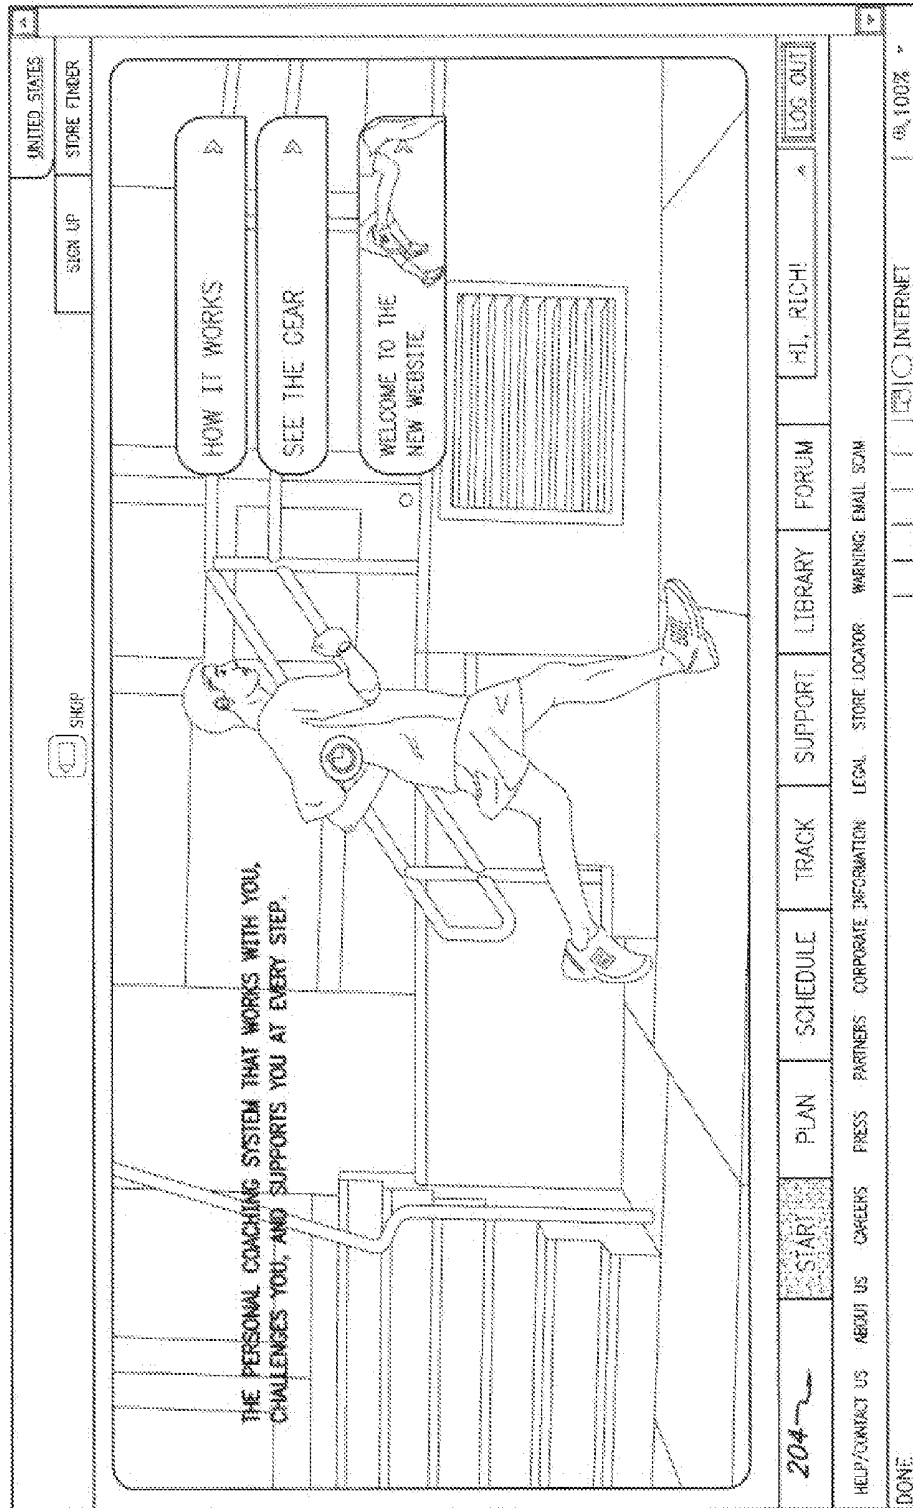 UNITED STATES
SIGN UP STORE FINDER
SHOP
THE PERSONAL COACHING SYSTEM THAT WORKS WITH YOU,
CHALLENGES YOU, AND SUPPORTS YOU AT EVERY STEP.
HOW IT WORKS
SEE THE GEAR
WELCOME TO THE
NEW WEBSITE
204 START PLAN SCHEDULE TRACK SUPPORT LIBRARY FORUM HI, RICH! LOG OUT
HELP/CONTACT US ABOUT US CAREERS PRESS PARTNERS CORPORATE INFORMATION LEGAL STORE LOCATOR WARNING: EMAIL SCAM
DONE INTERNET 100%